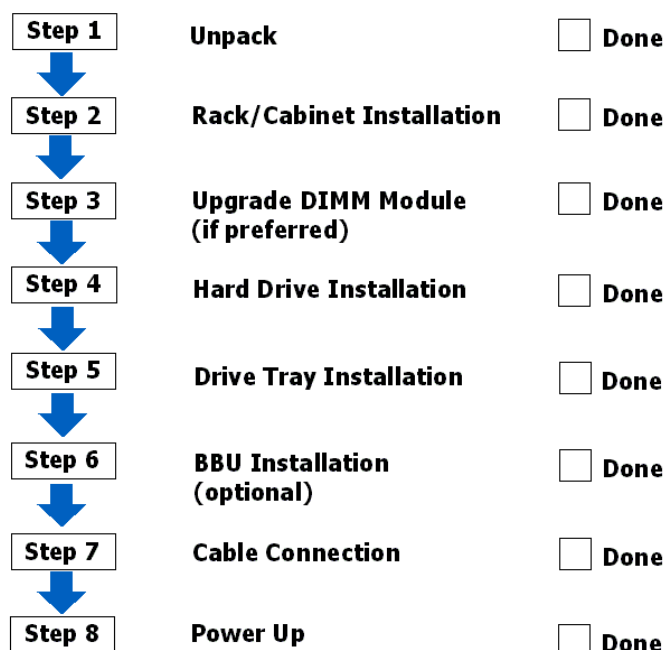 Step 1 Unpack Done
Step 2 Rack/Cabinet Installation Done
Step 3 Upgrade DIMM Module Done
(if preferred)
Step 4 Hard Drive Installation Done
Step 5 Drive Tray Installation Done
Step 6 BBU Installation Done
(optional)
Step 7 Cable Connection Done
Step 8 Power Up Done